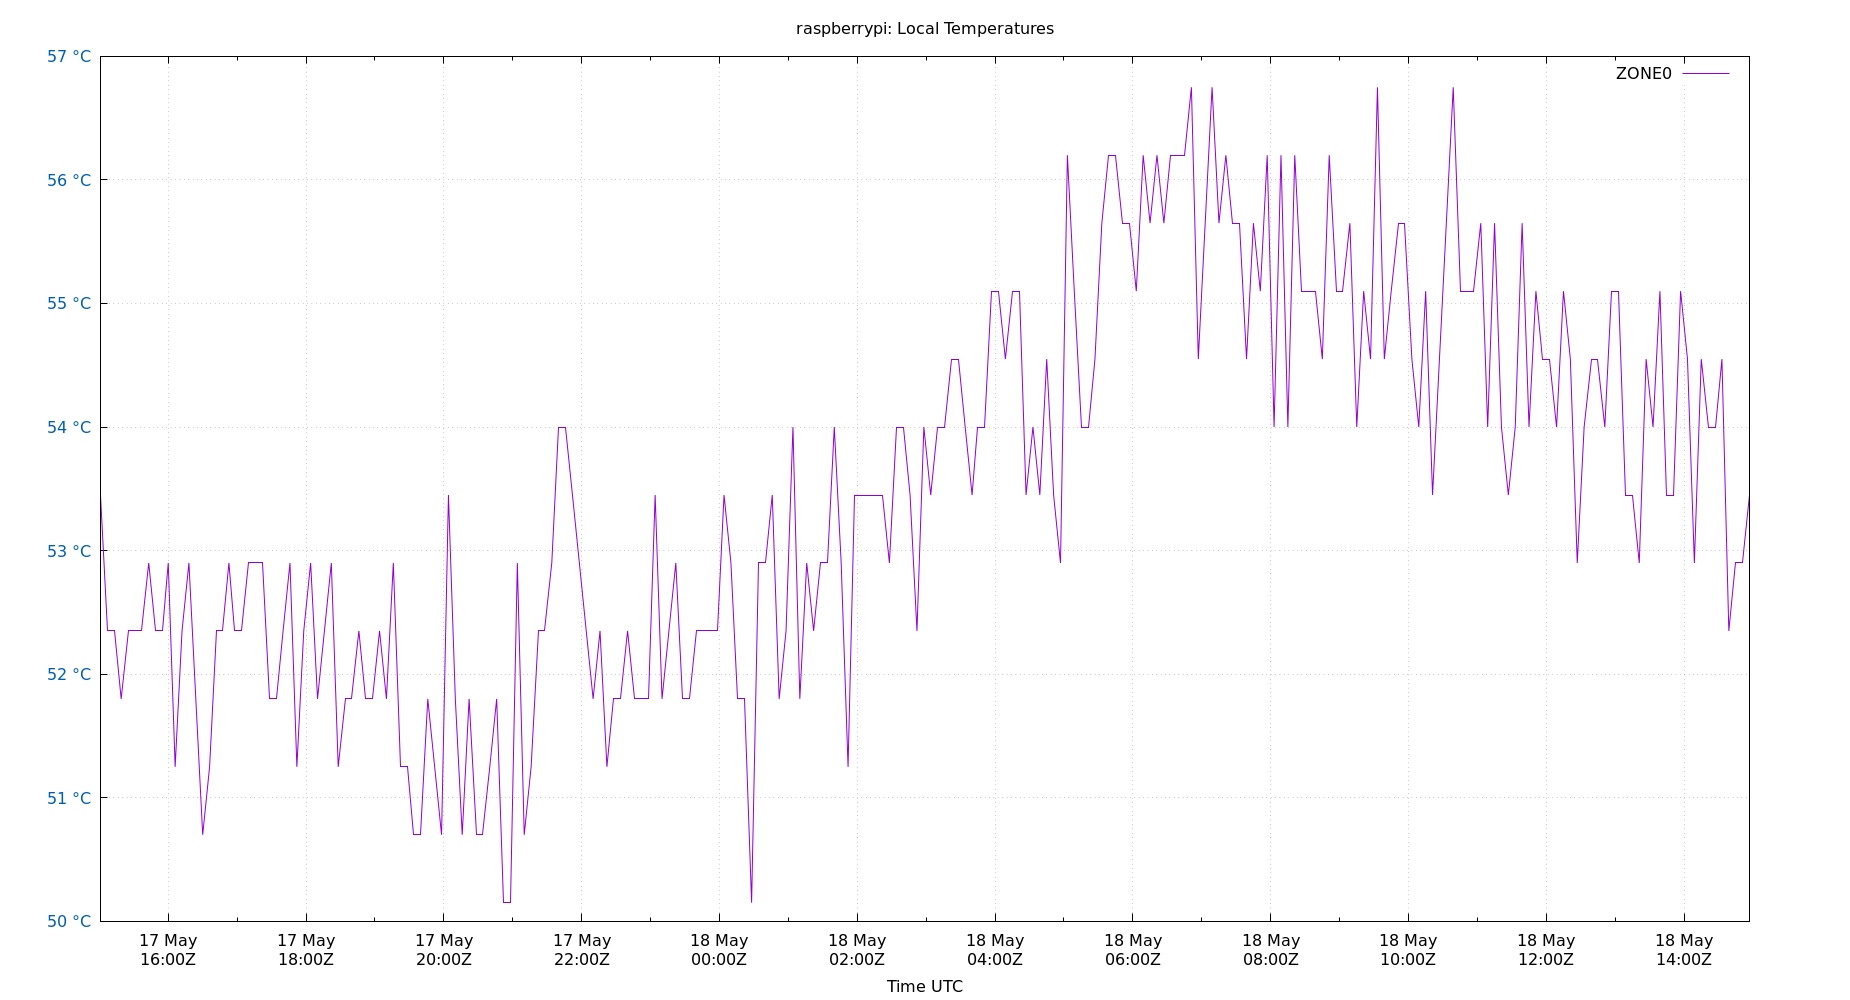 raspberrypi: Local Temperatures
ZONE0
57 °C
56 °C
55 °C
54 °C
53 °C
52 °C
51 °C
50 °C
17 May 17 May 17 May 17 May 18 May 18 May 18 May 18 May 18 May 18 May 18 May 18 May
16:00Z 18:00Z 20:00Z 22:00Z 00:00Z 02:00Z 04:00Z 06:00Z 08:00Z 10:00Z 12:00Z 14:00Z
Time UTC